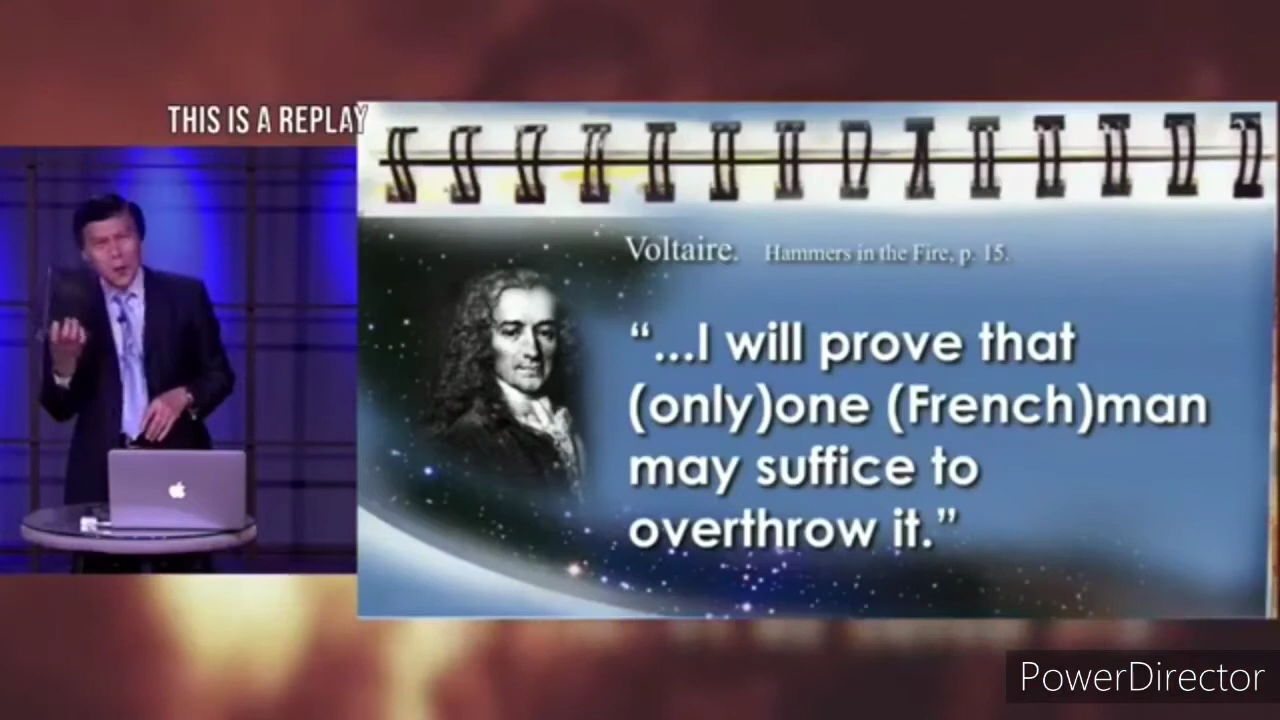 THIS IS A REPLAY
Voltaire. Hammers in the Fire, p. 15.
“...I will prove that
(only)one (French)man
may suffice to
overthrow it.”
PowerDirector